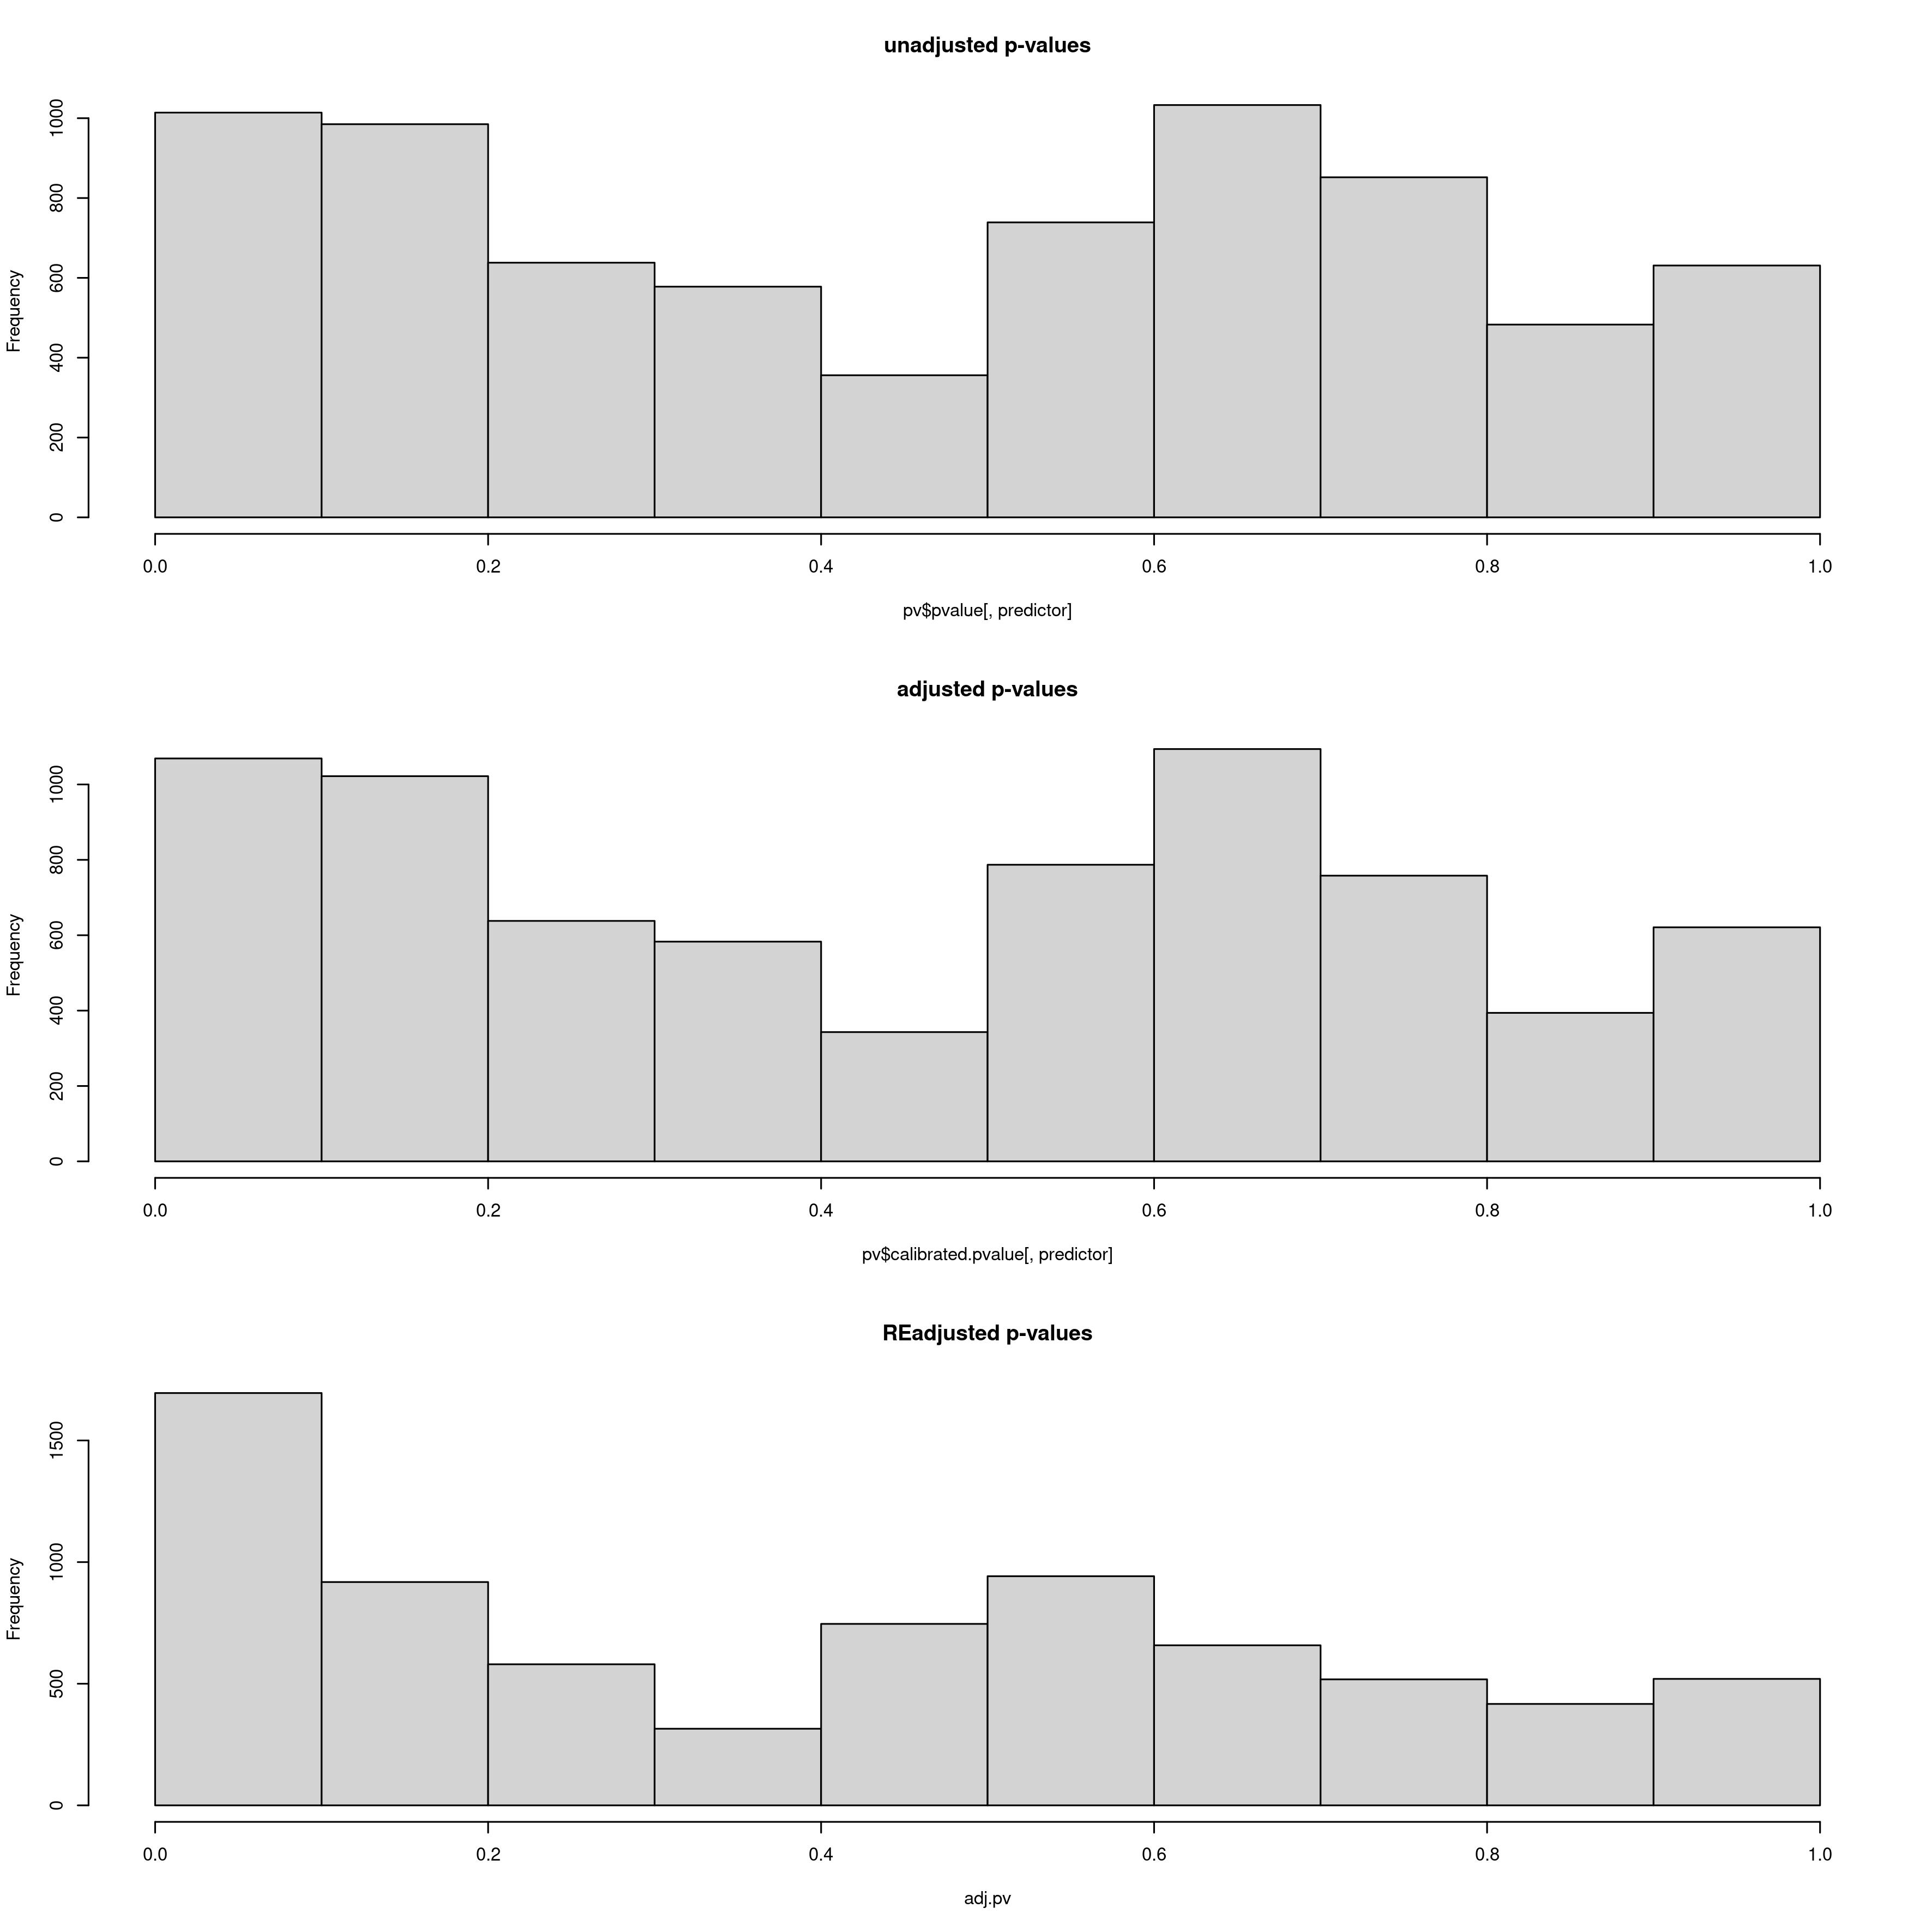 unadjusted p-values
Frequency
0 200 400 600 800 1000
0.0 0.2 0.4 0.6 0.8 1.0
pv$pvalue[, predictor]
adjusted p-values
Frequency
0 200 400 600 800 1000
0.0 0.2 0.4 0.6 0.8 1.0
pv$calibrated.pvalue[, predictor]
REadjusted p-values
Frequency
0 500 1000 1500
0.0 0.2 0.4 0.6 0.8 1.0
adj.pv